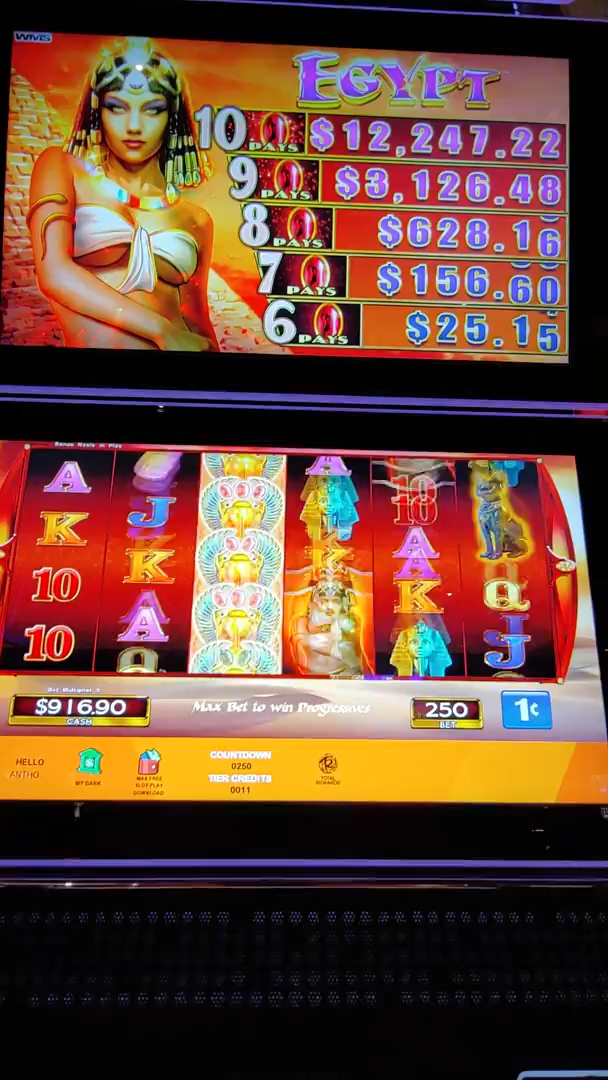 WMS
EGYPT
10 PAYS $12,247.22
9 PAYS $3,126.48
8 PAYS $628.16
7 PAYS $156.60
6 PAYS $25.15
Bonus Reels in Play
A
A
J
10
K
K
K
A
10
A
K
Q
10
Q
J
Bet Multiplier 5
$916.90
CASH
Max Bet to win Progressives
250
BET
1¢
HELLO
ANTHO...
MAX FREE
SLOT PLAY
DOWNLOAD
COUNTDOWN
0250
TIER CREDITS
0011
TOTAL
REWARDS